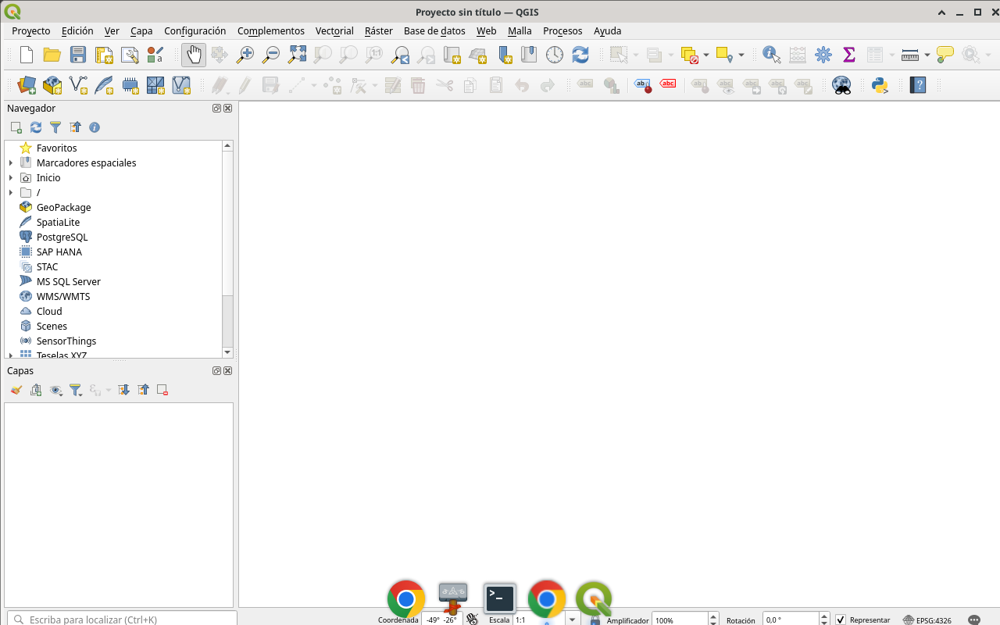 Proyecto sin título — QGIS
Proyecto Edición Ver Capa Configuración Complementos Vectorial Ráster Base de datos Web Malla Procesos Ayuda
Navegador
Favoritos
Marcadores espaciales
Inicio
/
GeoPackage
SpatiaLite
PostgreSQL
SAP HANA
STAC
MS SQL Server
WMS/WMTS
Cloud
Scenes
SensorThings
Teselas XYZ
Capas
Escriba para localizar (Ctrl+K)
Coordenada -49° -26° Escala 1:1 Amplificador 100% Rotación 0,0 ° Representar EPSG:4326